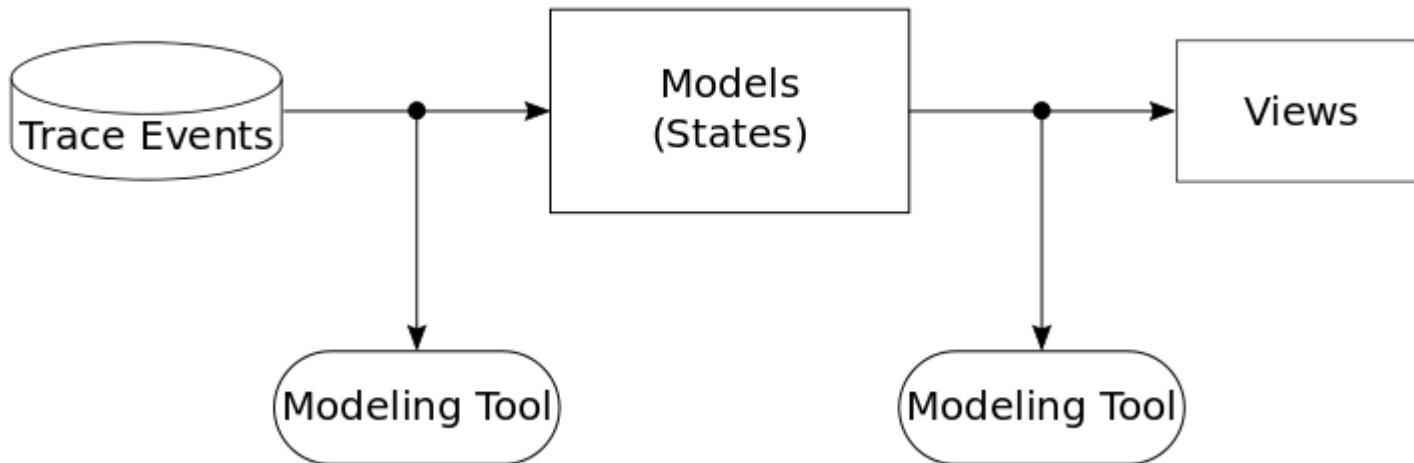 Trace Events
Models
(States)
Views
Modeling Tool
Modeling Tool